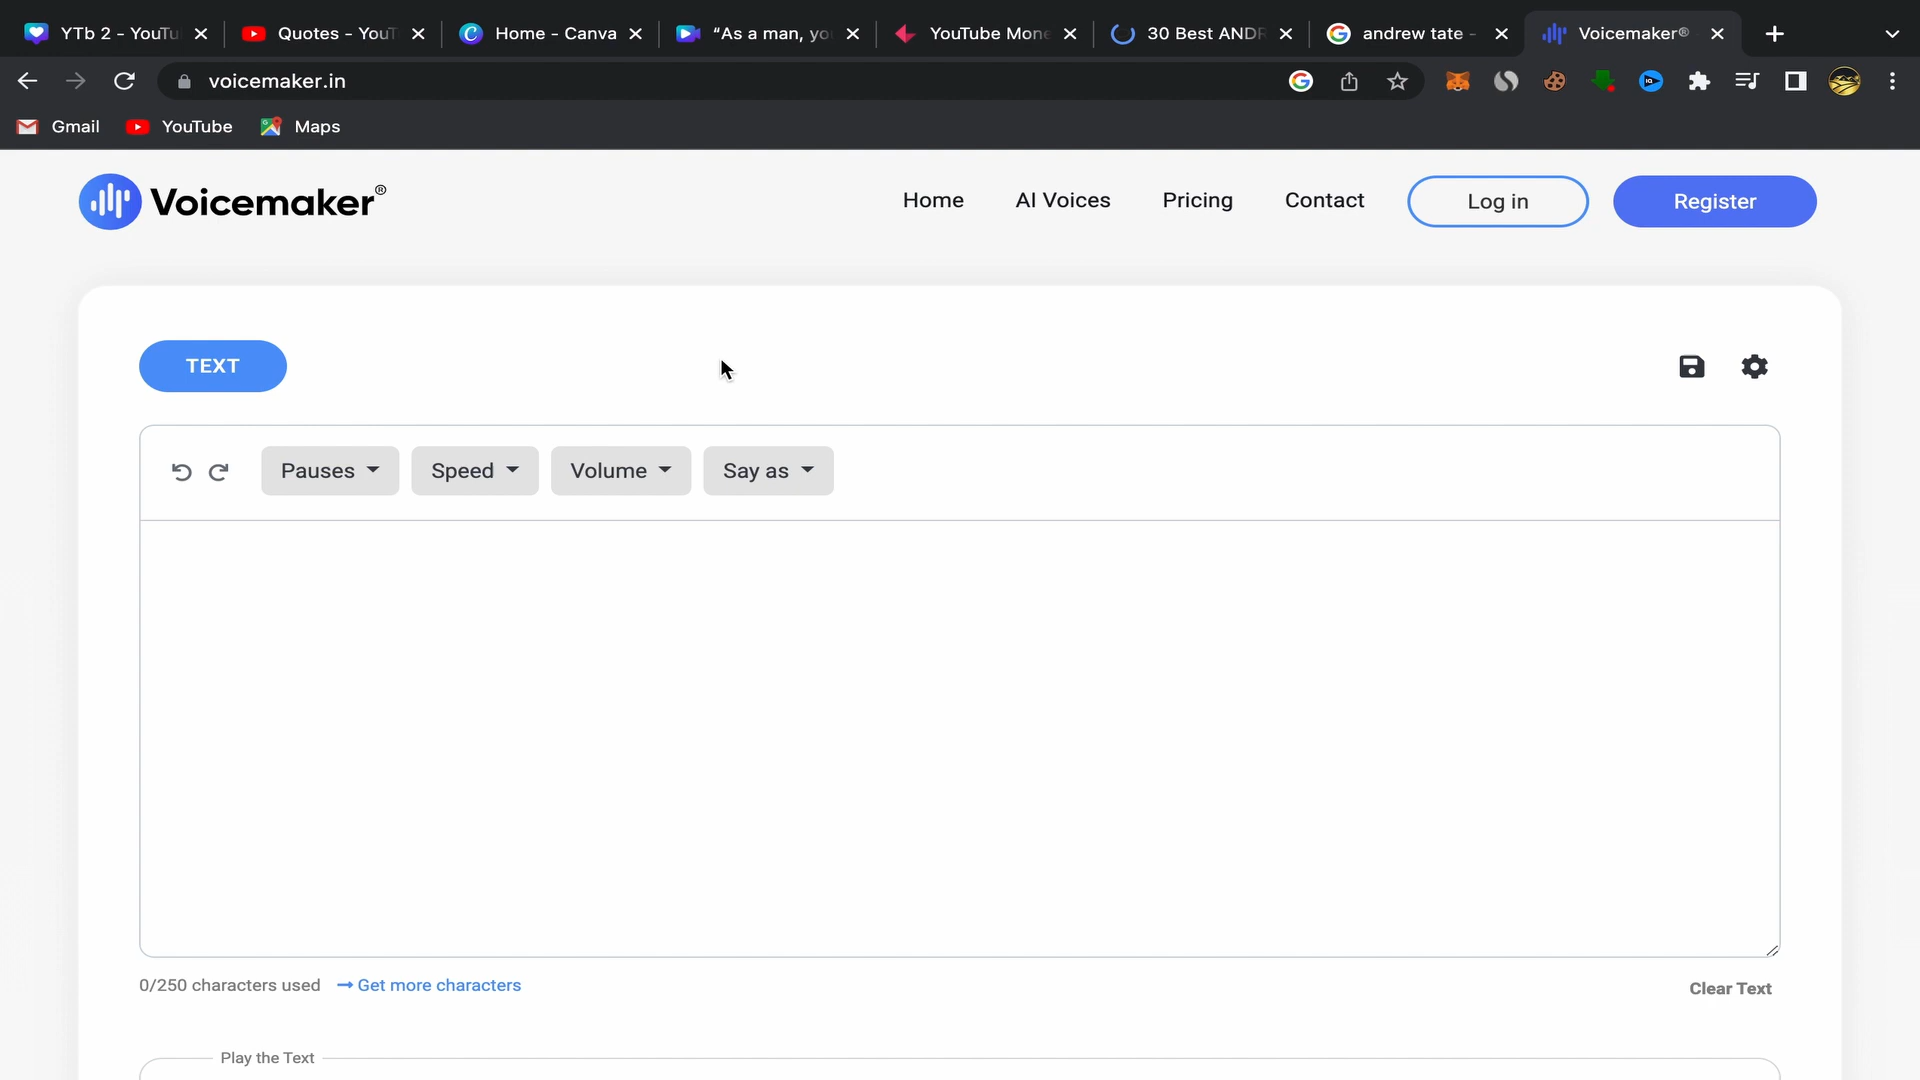 YTb 2 - YouTu
Quotes - YouT
Home - Canva
“As a man, yo
YouTube Mone
30 Best ANDR
andrew tate -
Voicemaker®
voicemaker.in
Gmail
YouTube
Maps
Voicemaker®
Home
AI Voices
Pricing
Contact
Log in
Register
TEXT
Pauses
Speed
Volume
Say as
0/250 characters used
Get more characters
Clear Text
Play the Text